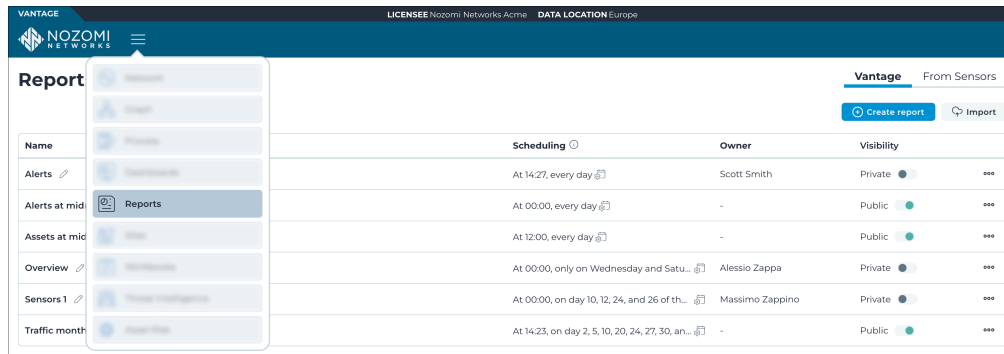 VANTAGE
LICENSEE Nozomi Networks Acme DATA LOCATION Europe
NOZOMI
NETWORKS
Report
Vantage From Sensors
Create report Import
Name Scheduling Owner Visibility
Alerts At 14:27, every day Scott Smith Private
Alerts at mid At 00:00, every day - Public
Reports
Assets at mid At 12:00, every day - Public
Overview At 00:00, only on Wednesday and Satu... Alessio Zappa Private
Sensors 1 At 00:00, on day 10, 12, 24, and 26 of th... Massimo Zappino Private
Traffic month At 14:23, on day 2, 5, 10, 20, 24, 27, 30, an... - Public